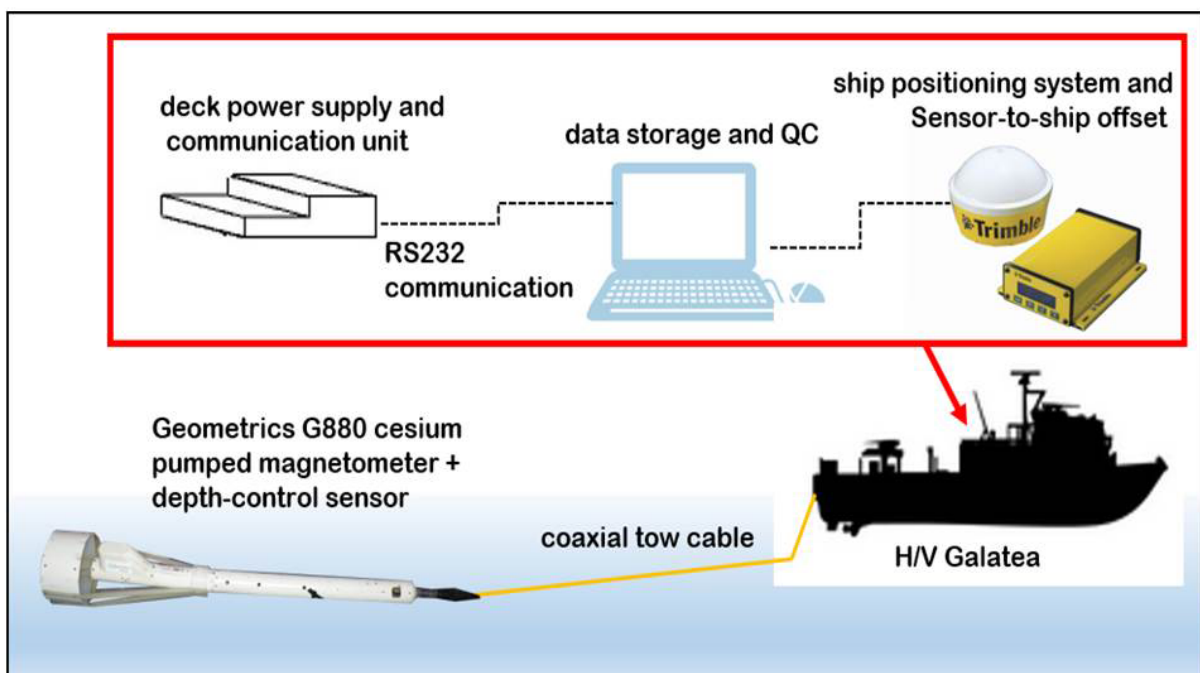 deck power supply and
communication unit
data storage and QC
ship positioning system and
Sensor-to-ship offset
Trimble
RS232
communication
Geometrics G880 cesium
pumped magnetometer +
depth-control sensor
coaxial tow cable
H/V Galatea